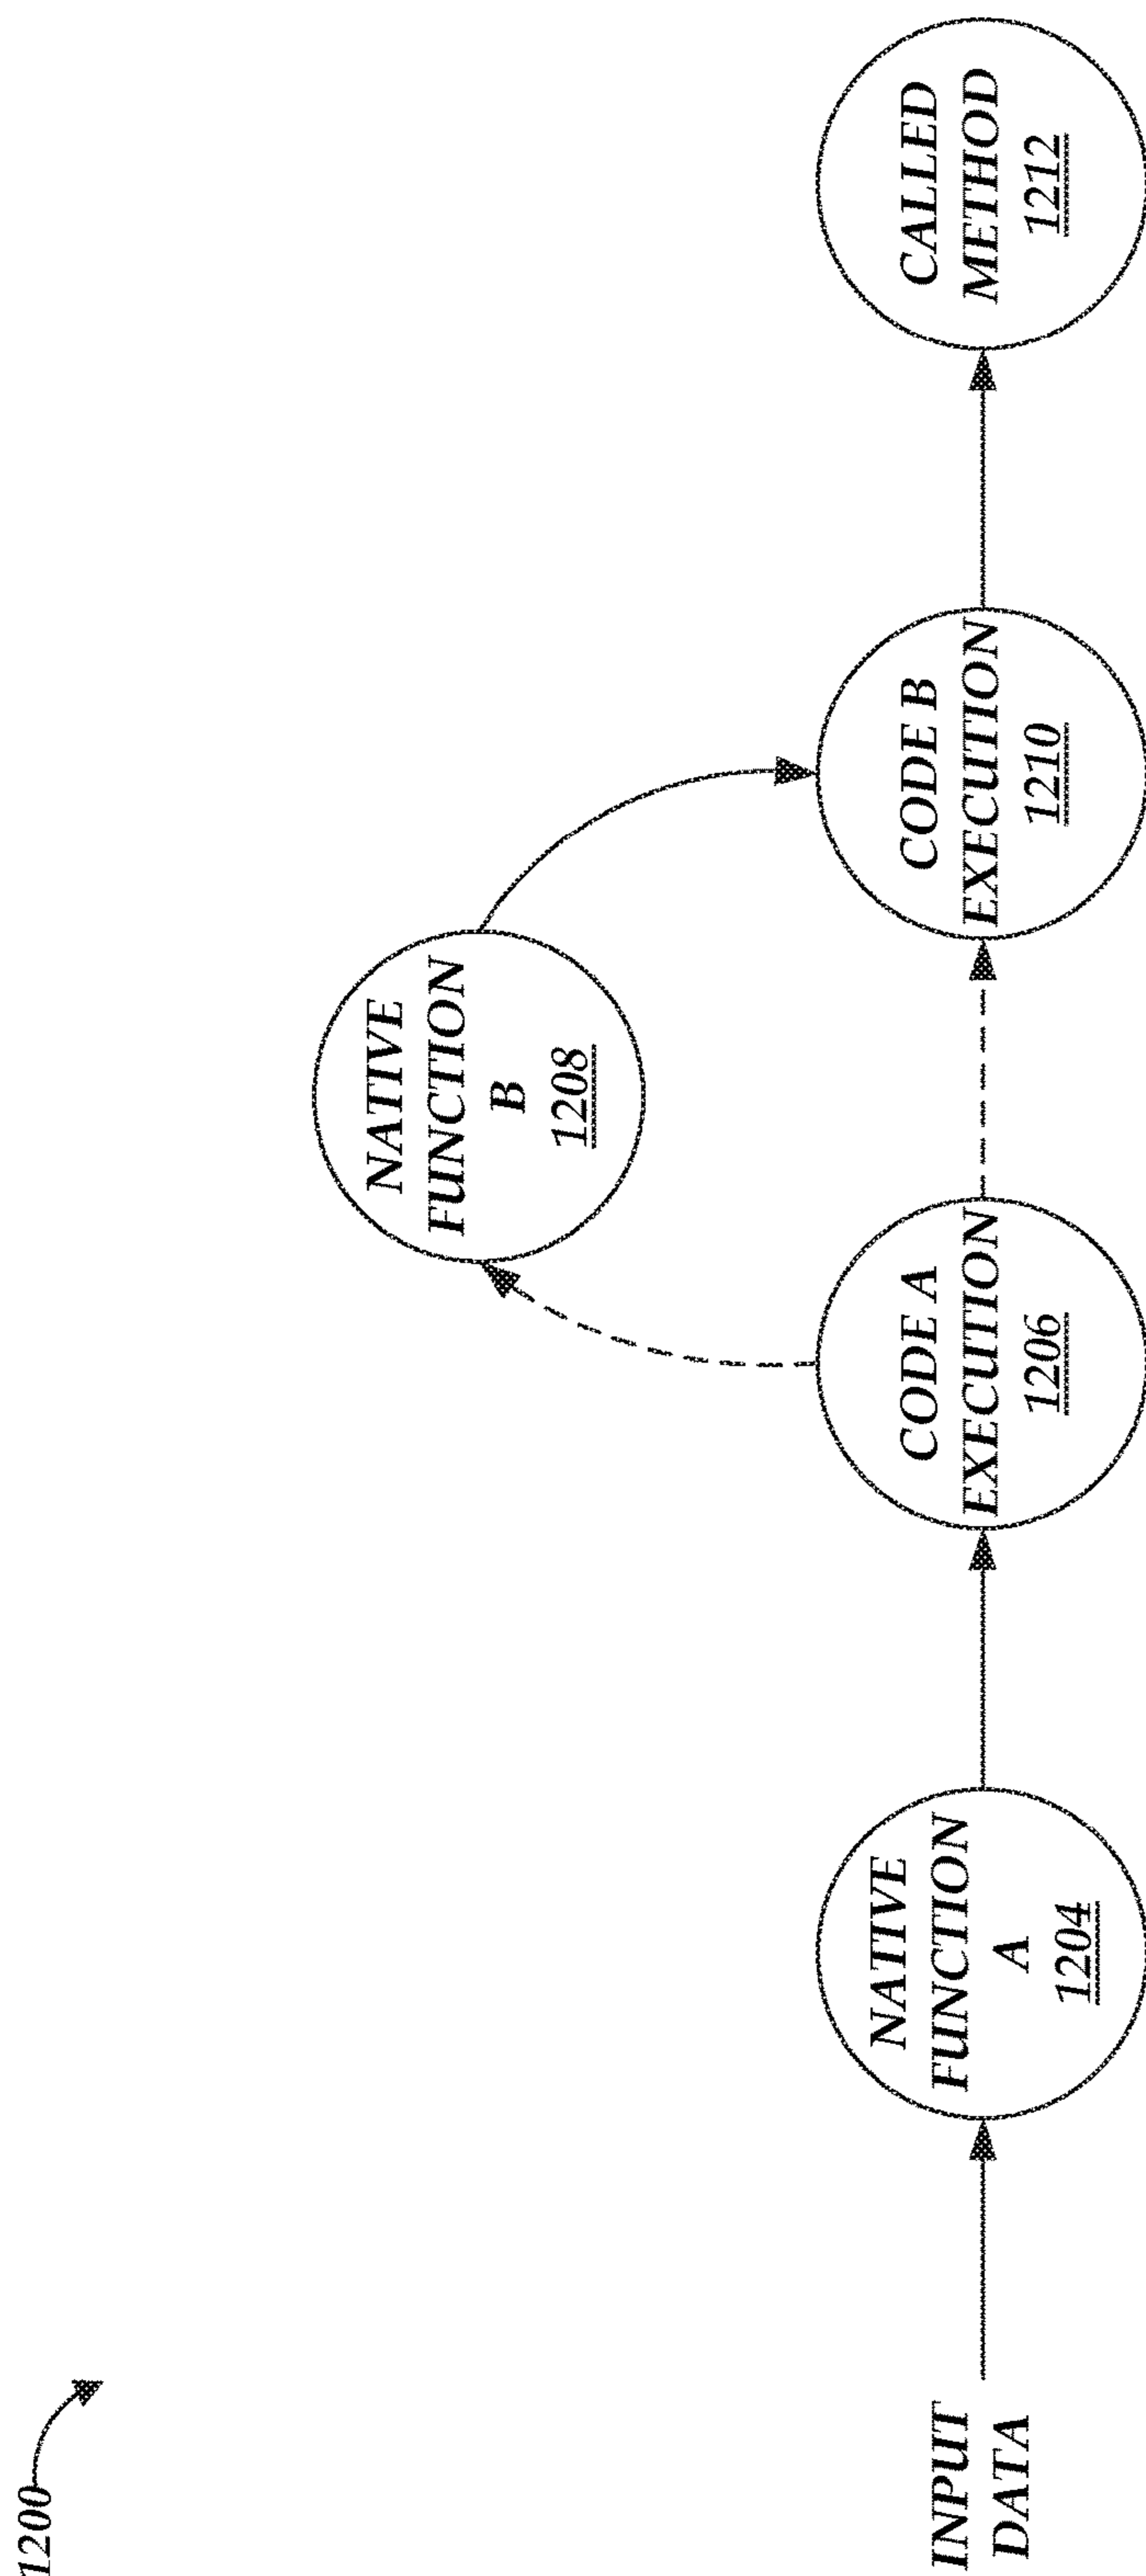 1200
INPUT
DATA
NATIVE
FUNCTION
A
1204
CODE A
EXECUTION
1206
NATIVE
FUNCTION
B
1208
CODE B
EXECUTION
1210
CALLED
METHOD
1212